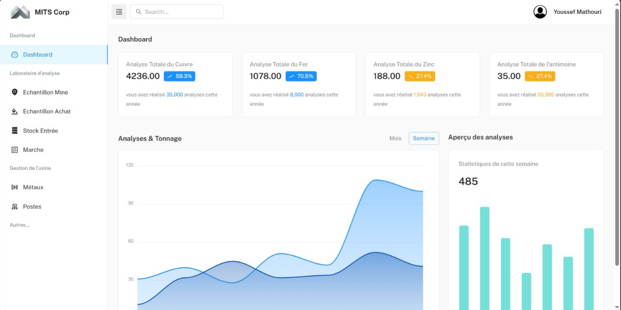 MITS Corp
Search...
Youssef Mathouri
Dashboard
Dashboard
Laboratoire d'analyse
Echantillon Mine
Echantillon Achat
Stock Entrée
Marche
Gestion de l'usine
Métaux
Postes
Autres...
Dashboard
Analyse Totale du Cuivre
4236.00 59.3%
vous avez réalisé 35,000 analyses cette
année
Analyse Totale du Fer
1078.00 70.5%
vous avez réalisé 8,900 analyses cette
année
Analyse Totale du Zinc
188.00 27.4%
vous avez réalisé 1,943 analyses cette
année
Analyse Totale de l'antimoine
35.00 27.4%
vous avez réalisé analyses
cette année
Analyses & Tonnage
Mois Semaine
120
90
60
30
Aperçu des analyses
Statistiques de cette semaine
485